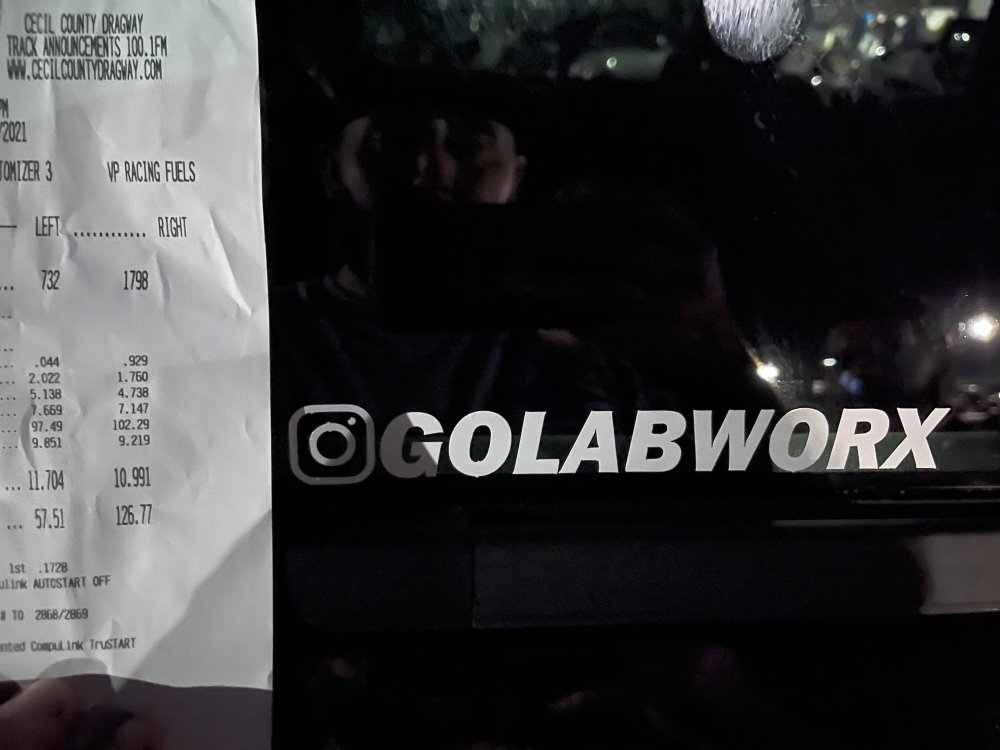 CECIL COUNTY DRAGWAY
TRACK ANNOUNCEMENTS 100.1FM
WWW.CECILCOUNTYDRAGWAY.COM
PM
/2021
TOMIZER 3 VP RACING FUELS
LEFT ............ RIGHT
... 732 1798
...
...
... .044 .929
... 2.022 1.760
... 5.138 4.738
... 7.669 7.147
... 97.49 102.29
... 9.851 9.219
... 11.704 10.991
... 57.51 126.77
1st .1728
ulink AUTOSTART OFF
# TO 2868/2869
nted CompuLink TruSTART
GOLABWORX